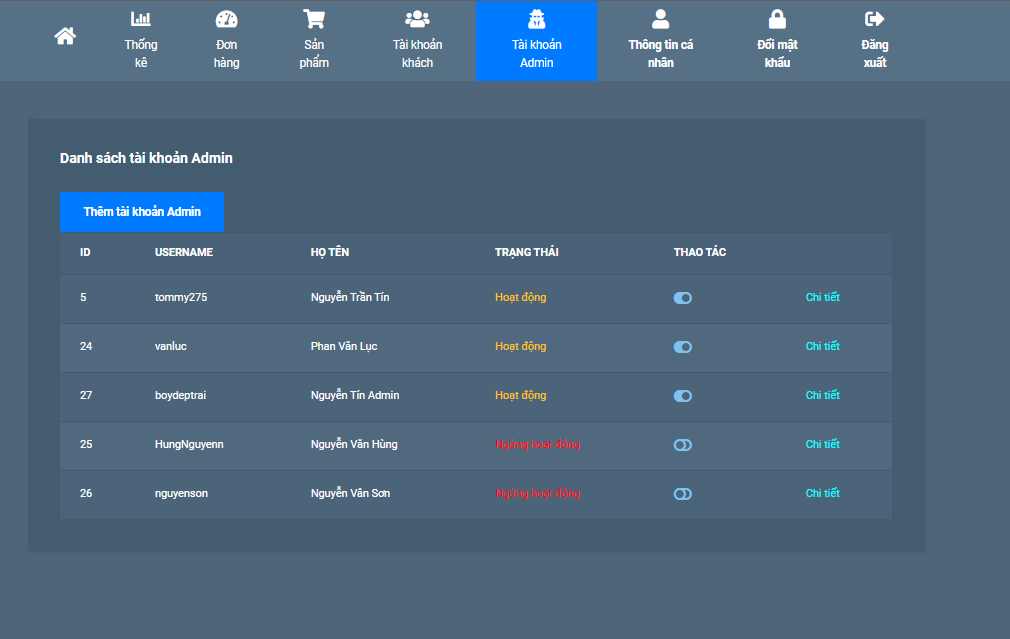 Thống kê
Đơn hàng
Sản phẩm
Tài khoản khách
Tài khoản Admin
Thông tin cá nhân
Đổi mật khẩu
Đăng xuất
Danh sách tài khoản Admin
Thêm tài khoản Admin
ID USERNAME HỌ TÊN TRẠNG THÁI THAO TÁC
5 tommy275 Nguyễn Trần Tín Hoạt động Chi tiết
24 vanluc Phan Văn Lục Hoạt động Chi tiết
27 boydeptrai Nguyễn Tín Admin Hoạt động Chi tiết
25 HungNguyenn Nguyễn Văn Hùng Ngừng hoạt động Chi tiết
26 nguyenson Nguyễn Văn Sơn Ngừng hoạt động Chi tiết